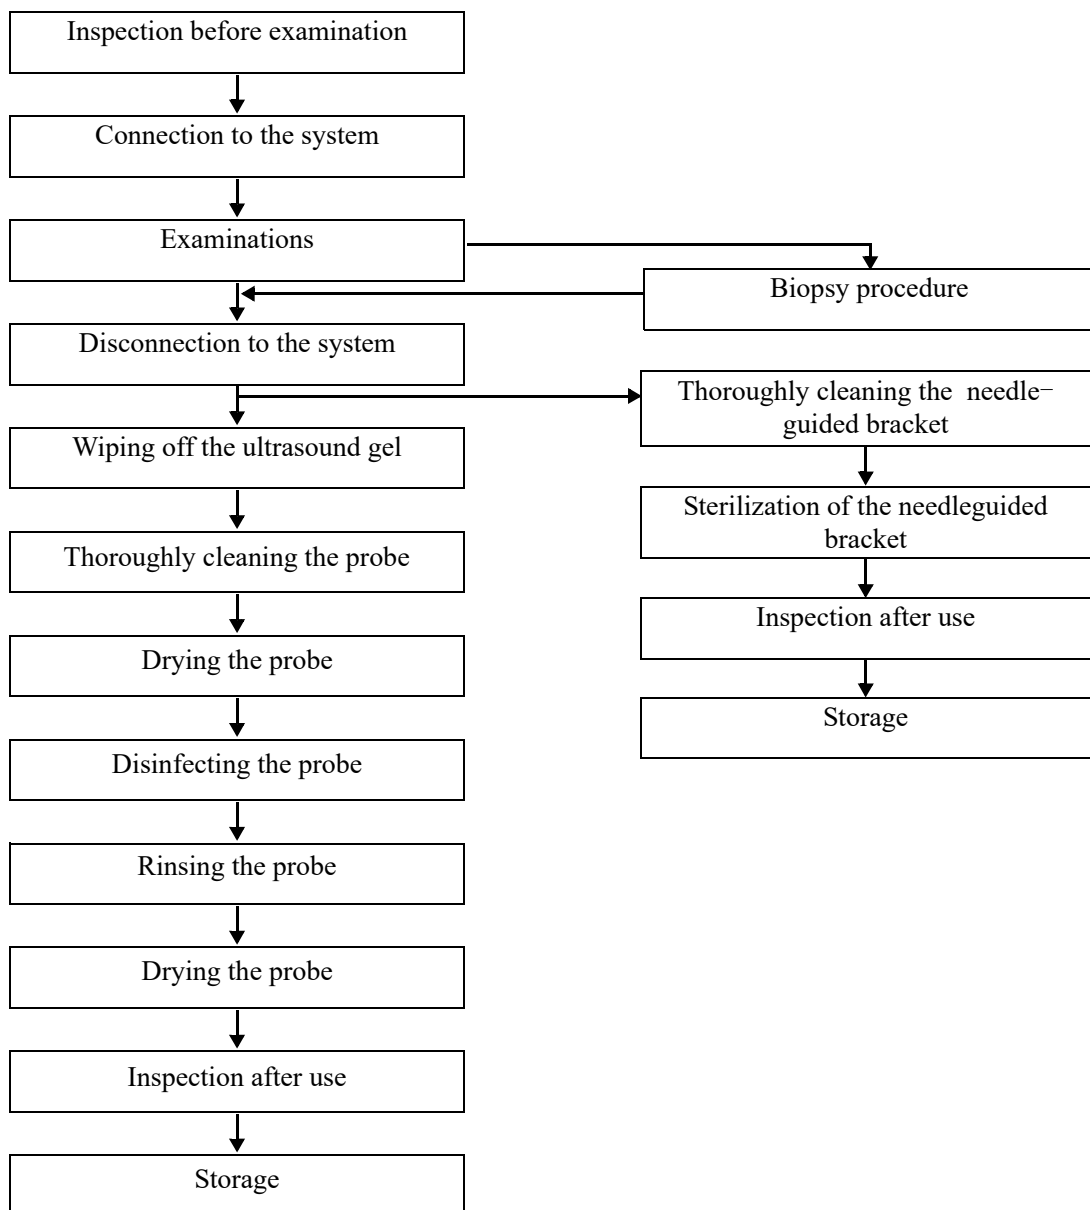 Inspection before examination
Connection to the system
Examinations
Biopsy procedure
Disconnection to the system
Thoroughly cleaning the needle−
guided bracket
Wiping off the ultrasound gel
Sterilization of the needleguided
bracket
Thoroughly cleaning the probe
Inspection after use
Drying the probe
Storage
Disinfecting the probe
Rinsing the probe
Drying the probe
Inspection after use
Storage